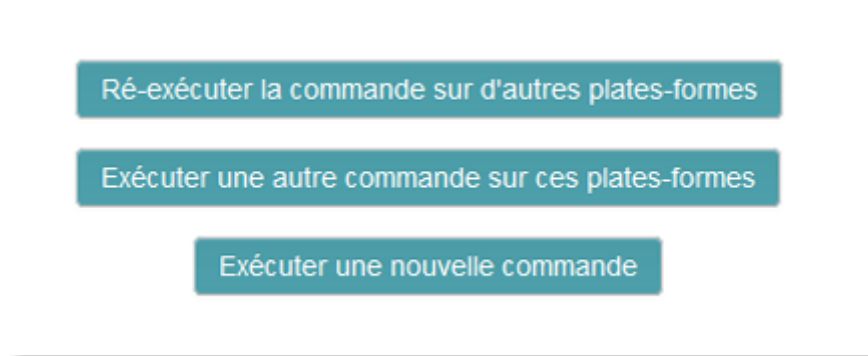 Ré-exécuter la commande sur d'autres plates-formes
Exécuter une autre commande sur ces plates-formes
Exécuter une nouvelle commande